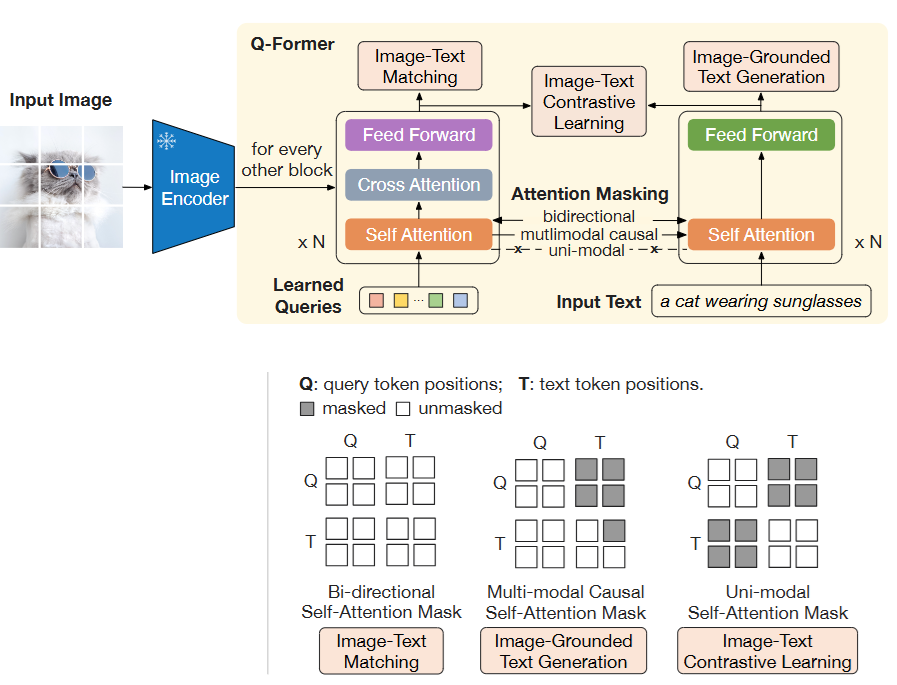 Q-Former
Input Image
Image-Text
Matching
Image-Text
Contrastive
Learning
Image-Grounded
Text Generation
Image
Encoder
for every
other block
Feed Forward
Cross Attention
Self Attention
x N
Attention Masking
bidirectional
mutlimodal causal
x uni-modal x
Feed Forward
Self Attention
x N
Learned
Queries
...
Input Text
a cat wearing sunglasses
Q: query token positions; T: text token positions.
masked unmasked
Q T
Q
T
Bi-directional
Self-Attention Mask
Image-Text
Matching
Q T
Q
T
Multi-modal Causal
Self-Attention Mask
Image-Grounded
Text Generation
Q T
Q
T
Uni-modal
Self-Attention Mask
Image-Text
Contrastive Learning